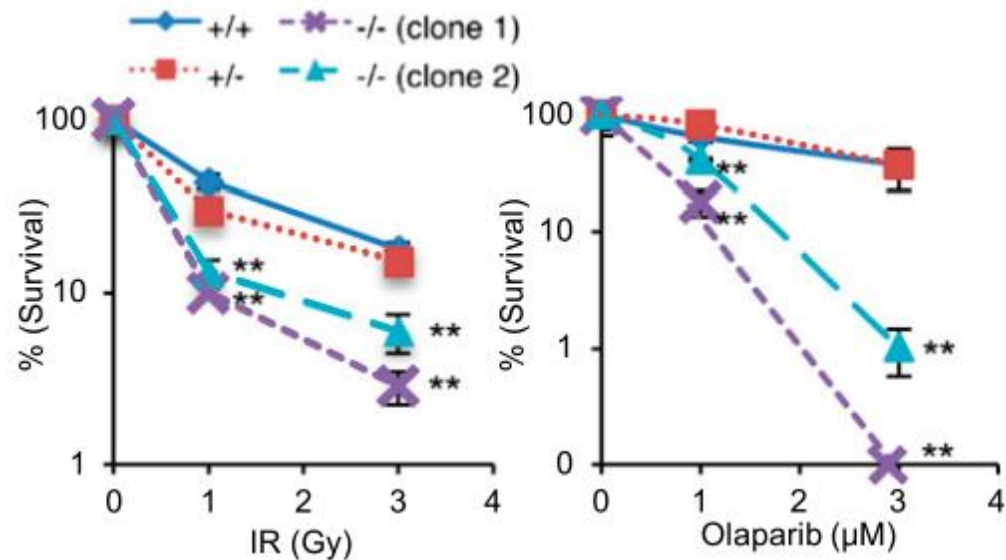 +/+ -/- (clone 1)
+/- -/- (clone 2)
% (Survival)
100
10
1
**
**
**
**
0 1 2 3 4
IR (Gy)
% (Survival)
100
10
1
0
**
**
**
**
0 1 2 3 4
Olaparib (µM)